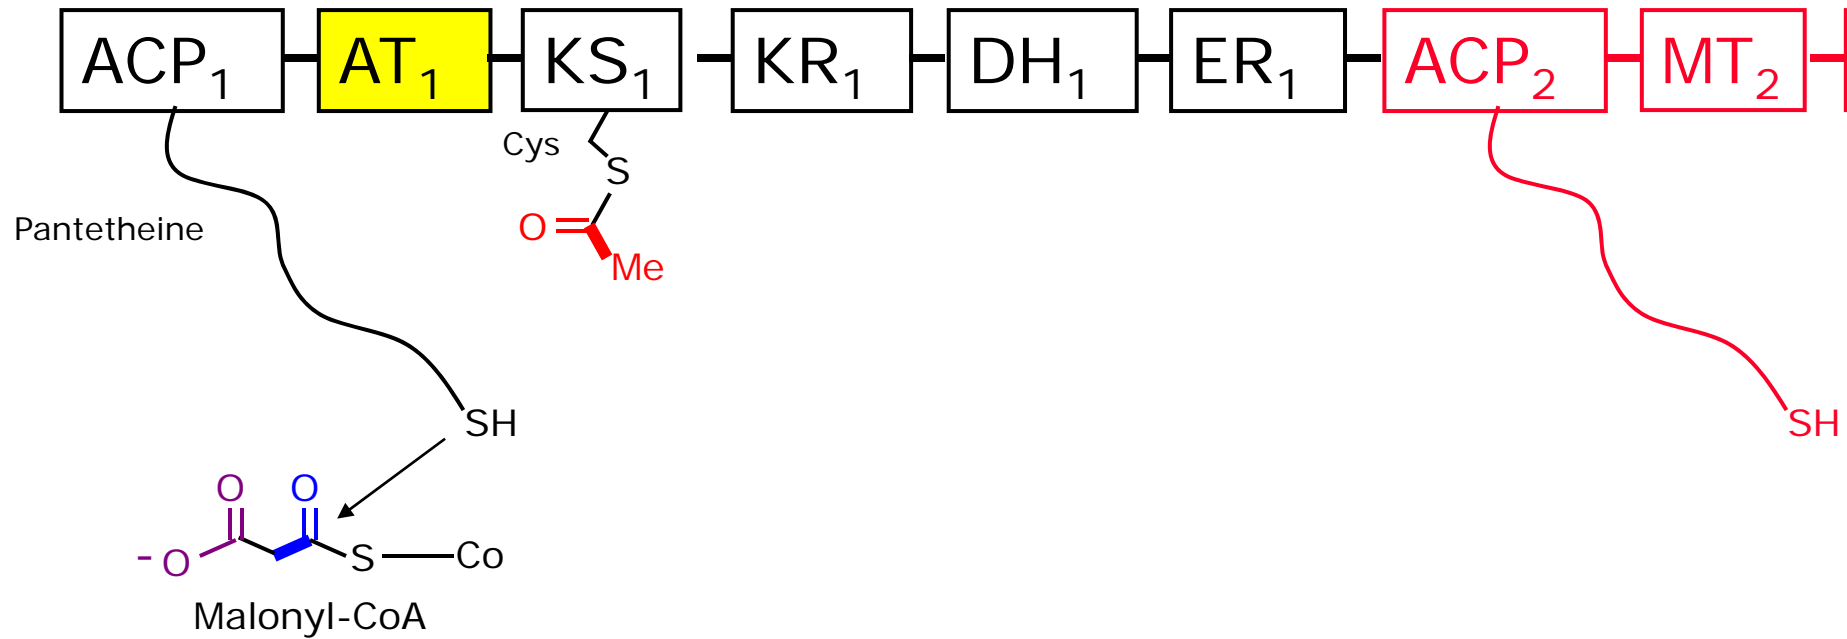 ACP1 AT1 KS1 KR1 DH1 ER1 ACP2 MT2
Cys
S
Pantetheine
O
Me
SH SH
O O
- O S Co
Malonyl-CoA